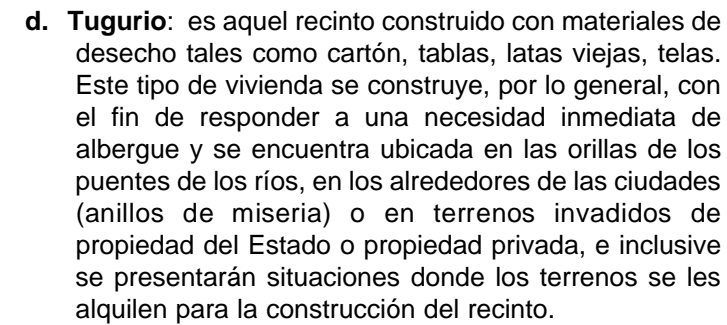 d. Tugurio: es aquel recinto construido con materiales de
desecho tales como cartón, tablas, latas viejas, telas.
Este tipo de vivienda se construye, por lo general, con
el fin de responder a una necesidad inmediata de
albergue y se encuentra ubicada en las orillas de los
puentes de los ríos, en los alrededores de las ciudades
(anillos de miseria) o en terrenos invadidos de
propiedad del Estado o propiedad privada, e inclusive
se presentarán situaciones donde los terrenos se les
alquilen para la construcción del recinto.